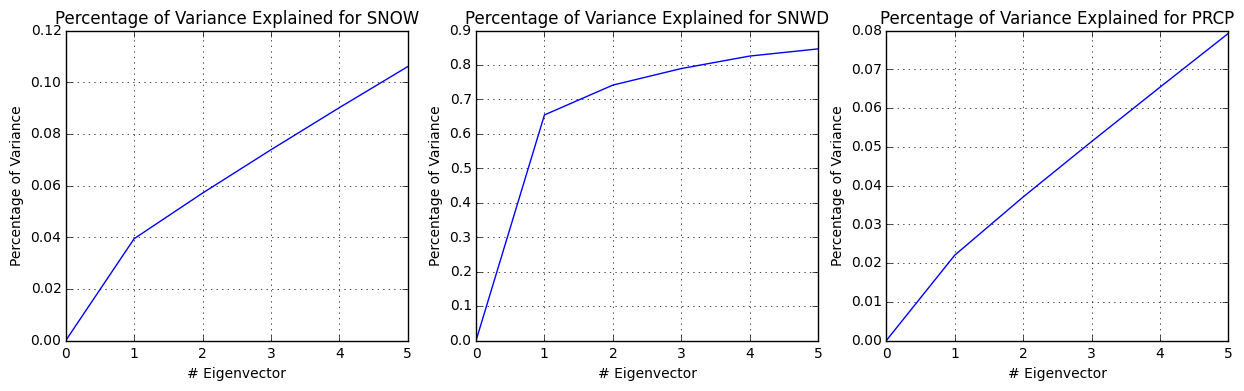 Percentage of Variance Explained for SNOW
0.12
0.10
0.08
0.06
0.04
0.02
0.00
Percentage of Variance
0 1 2 3 4 5
# Eigenvector
Percentage of Variance Explained for SNWD
0.9
0.8
0.7
0.6
0.5
0.4
0.3
0.2
0.1
0.0
Percentage of Variance
0 1 2 3 4 5
# Eigenvector
Percentage of Variance Explained for PRCP
0.08
0.07
0.06
0.05
0.04
0.03
0.02
0.01
0.00
Percentage of Variance
0 1 2 3 4 5
# Eigenvector